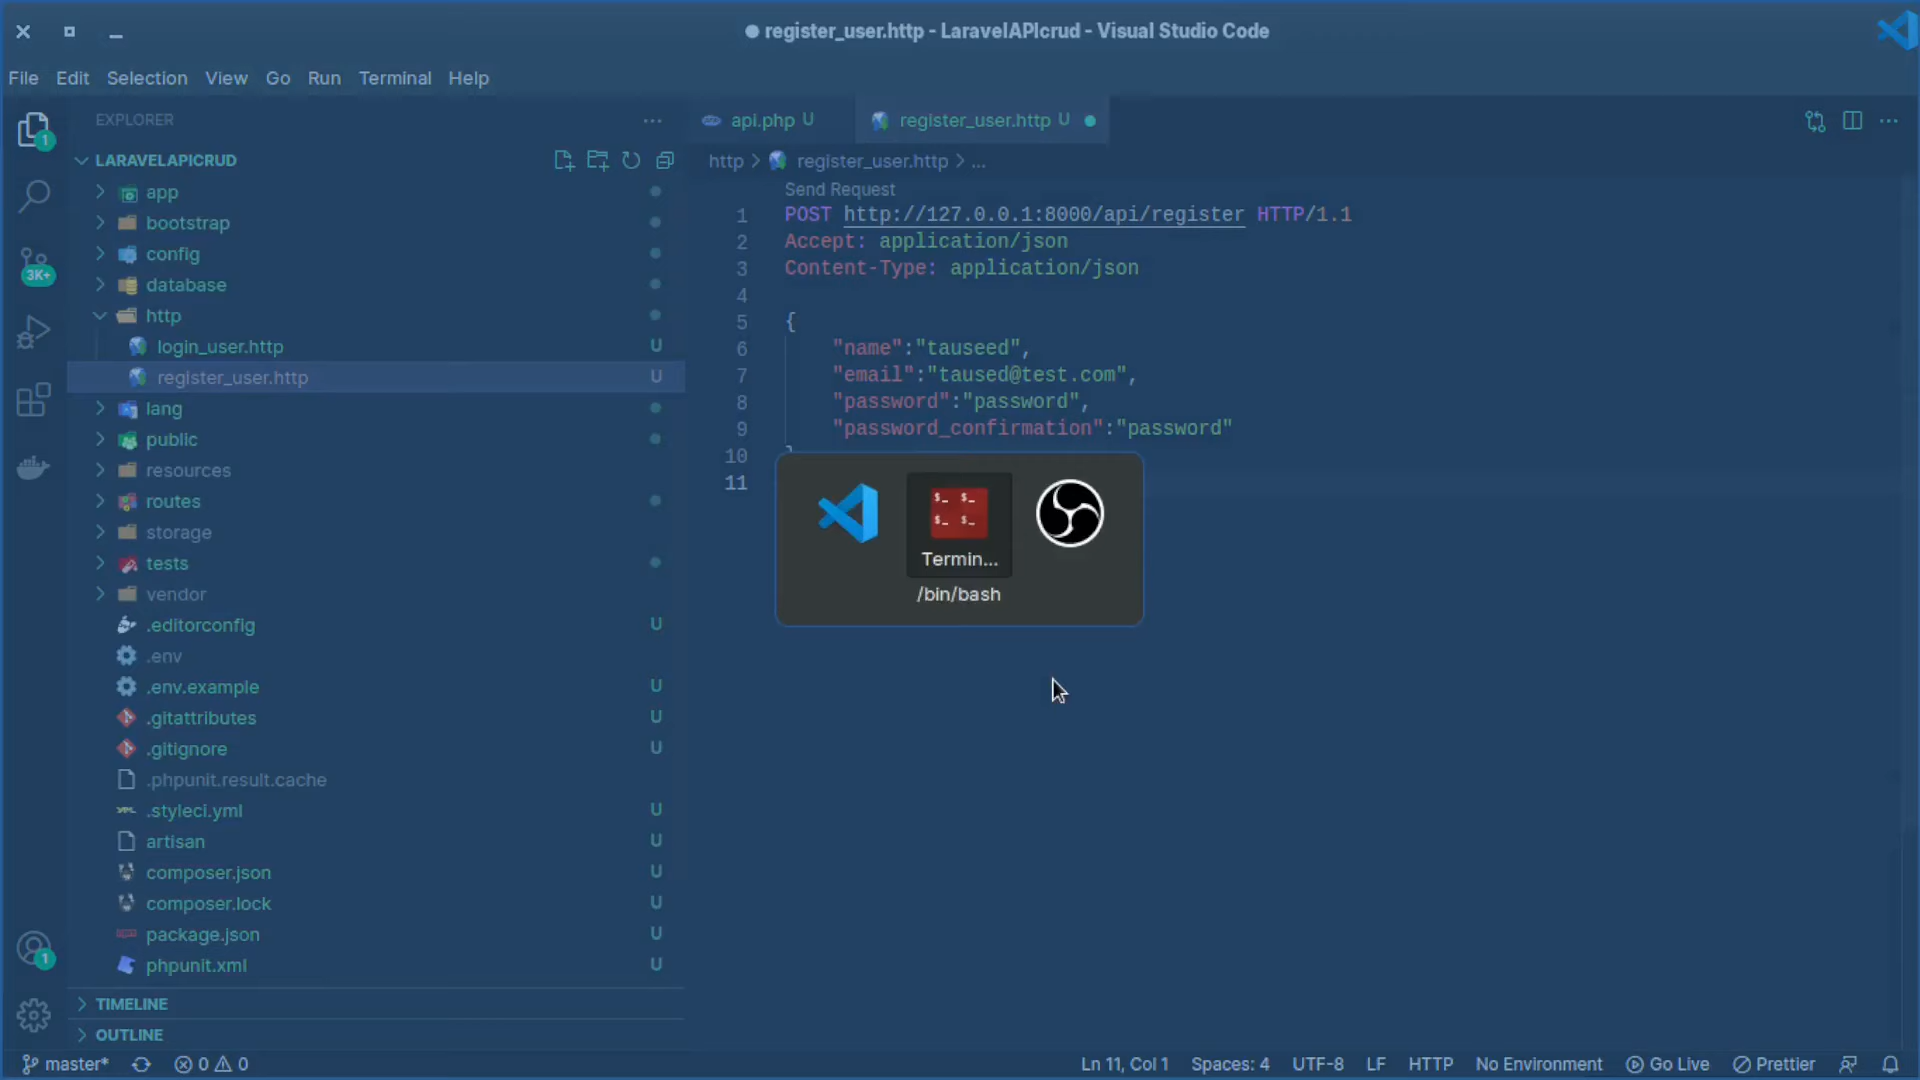 ● register_user.http - LaravelAPIcrud - Visual Studio Code
File Edit Selection View Go Run Terminal Help
EXPLORER ...
LARAVELAPICRUD
app
bootstrap
config
database
http
login_user.http U
register_user.http U
lang
public
resources
routes
storage
tests
vendor
.editorconfig U
.env
.env.example U
.gitattributes U
.gitignore U
.phpunit.result.cache
.styleci.yml U
artisan U
composer.json U
composer.lock U
package.json U
phpunit.xml U
TIMELINE
OUTLINE
1
3K+
1
api.php U register_user.http U ●
http > register_user.http > ...
Send Request
1 POST http://127.0.0.1:8000/api/register HTTP/1.1
2 Accept: application/json
3 Content-Type: application/json
4
5 {
6 "name":"tauseed",
7 "email":"taused@test.com",
8 "password":"password",
9 "password_confirmation":"password"
10 }
11
$_ $_
$_ $_
Termin...
/bin/bash
master* 0 0 Ln 11, Col 1 Spaces: 4 UTF-8 LF HTTP No Environment Go Live Prettier